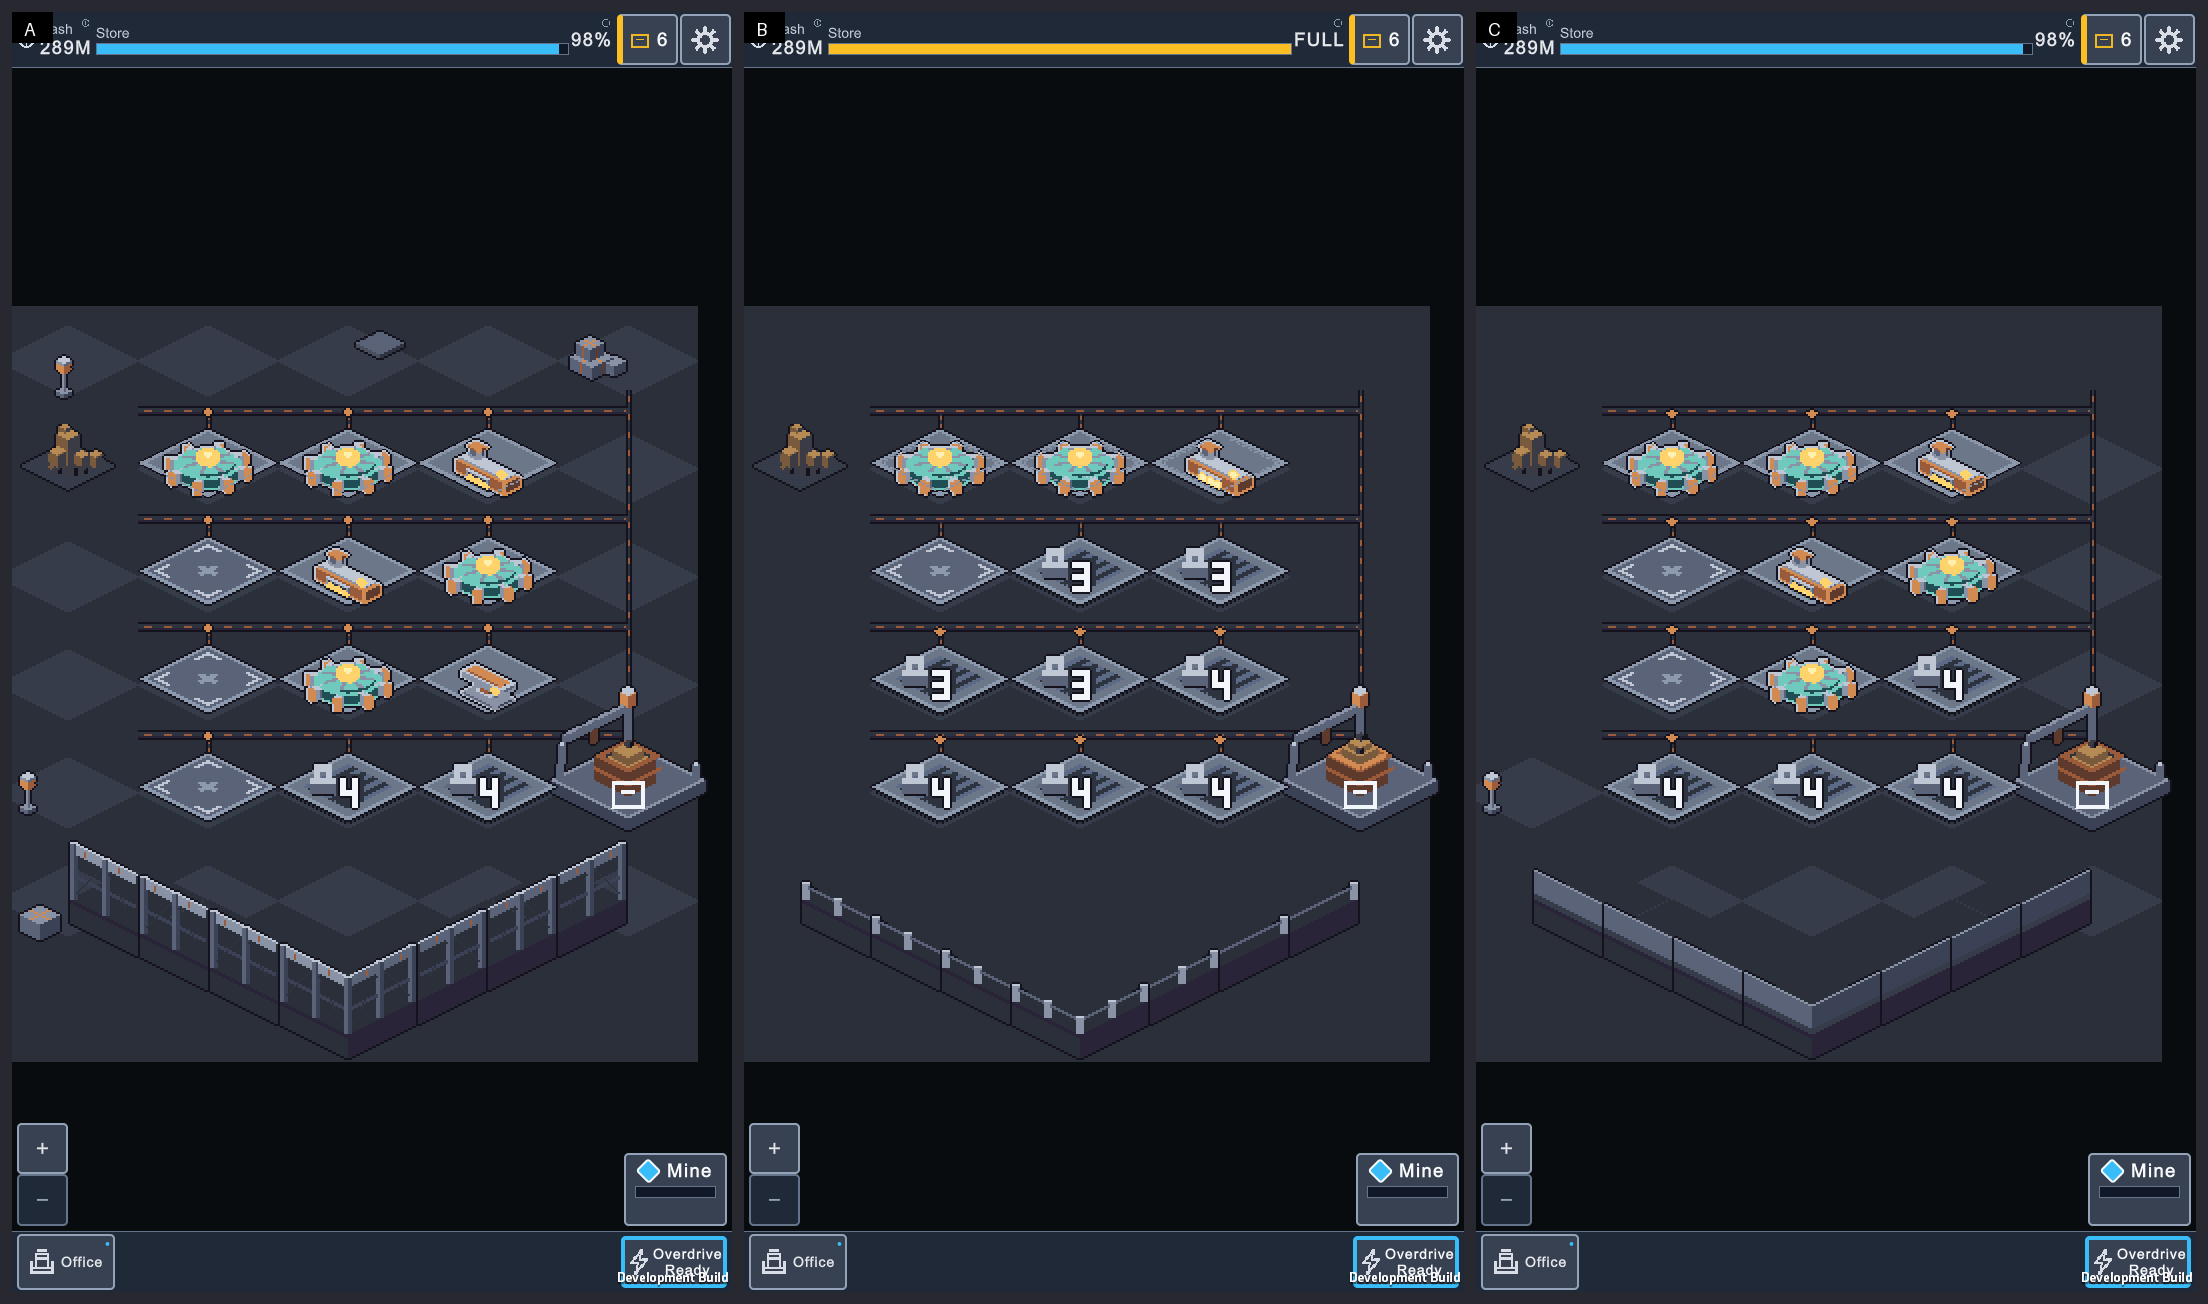 A
ash
Store
289M
98%
6
B
ash
Store
289M
FULL
6
C
ash
Store
289M
98%
6
3
3
3
3
4
4
4
4
4
4
4
4
4
4
+
Mine
−
Office
Overdrive
Ready
Development Build
+
Mine
−
Office
Overdrive
Ready
Development Build
+
Mine
−
Office
Overdrive
Ready
Development Build